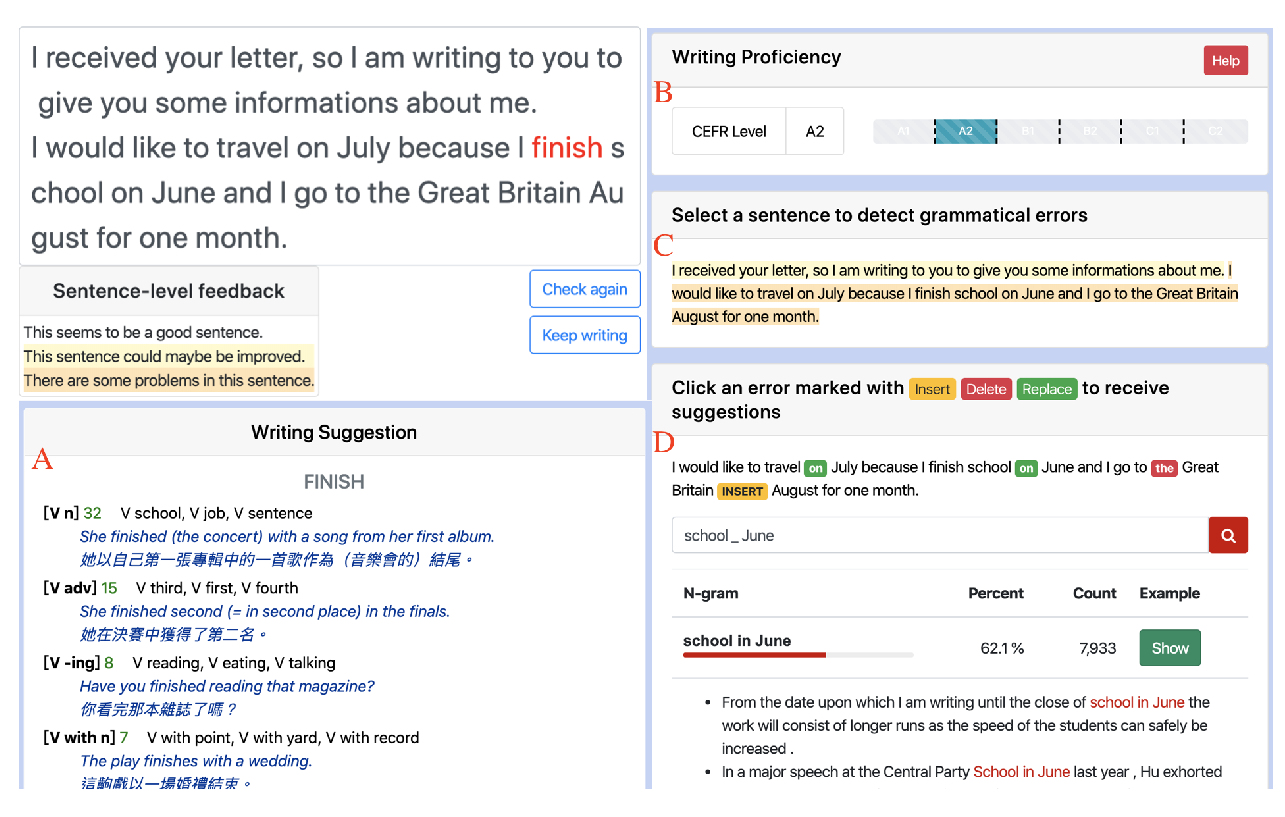 I received your letter, so I am writing to you to
give you some informations about me.
I would like to travel on July because I finish s
chool on June and I go to the Great Britain Au
gust for one month.
Sentence-level feedback
This seems to be a good sentence.
This sentence could maybe be improved.
There are some problems in this sentence.
Check again
Keep writing
Writing Suggestion
A
FINISH
[V n] 32 V school, V job, V sentence
She finished (the concert) with a song from her first album.
她以自己第一張專輯中的一首歌作為（音樂會的）結尾。
[V adv] 15 V third, V first, V fourth
She finished second (= in second place) in the finals.
她在決賽中獲得了第二名。
[V -ing] 8 V reading, V eating, V talking
Have you finished reading that magazine?
你看完那本雜誌了嗎？
[V with n] 7 V with point, V with yard, V with record
The play finishes with a wedding.
這齣戲以一場婚禮結束。
Writing Proficiency
Help
B
CEFR Level A2
A1 A2 B1 B2 C1 C2
Select a sentence to detect grammatical errors
C
I received your letter, so I am writing to you to give you some informations about me. I
would like to travel on July because I finish school on June and I go to the Great Britain
August for one month.
Click an error marked with Insert Delete Replace to receive
suggestions
D
I would like to travel on July because I finish school on June and I go to the Great
Britain INSERT August for one month.
school _ June
N-gram Percent Count Example
school in June 62.1 % 7,933 Show
• From the date upon which I am writing until the close of school in June the
work will consist of longer runs as the speed of the students can safely be
increased .
• In a major speech at the Central Party School in June last year , Hu exhorted